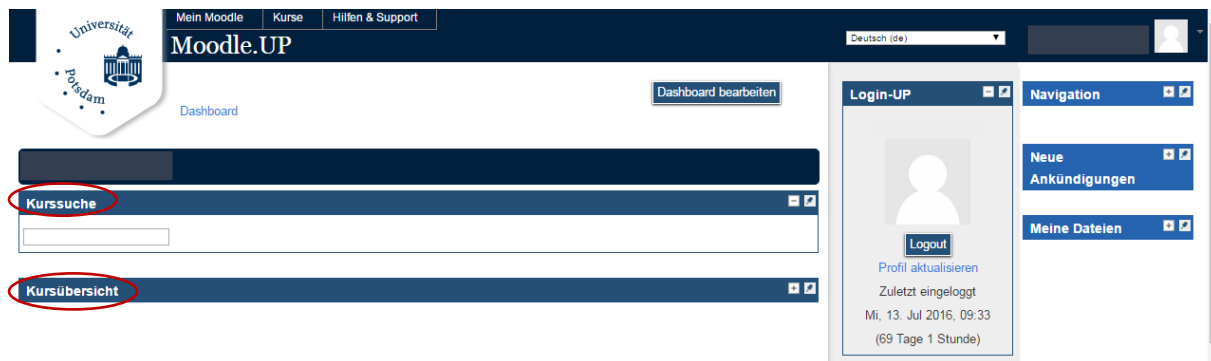 Universität
Potsdam
Mein Moodle Kurse Hilfen & Support
Moodle.UP
Deutsch (de)
Dashboard bearbeiten
Dashboard
Kurssuche
Kursübersicht
Login-UP
Logout
Profil aktualisieren
Zuletzt eingeloggt
Mi, 13. Jul 2016, 09:33
(69 Tage 1 Stunde)
Navigation
Neue
Ankündigungen
Meine Dateien